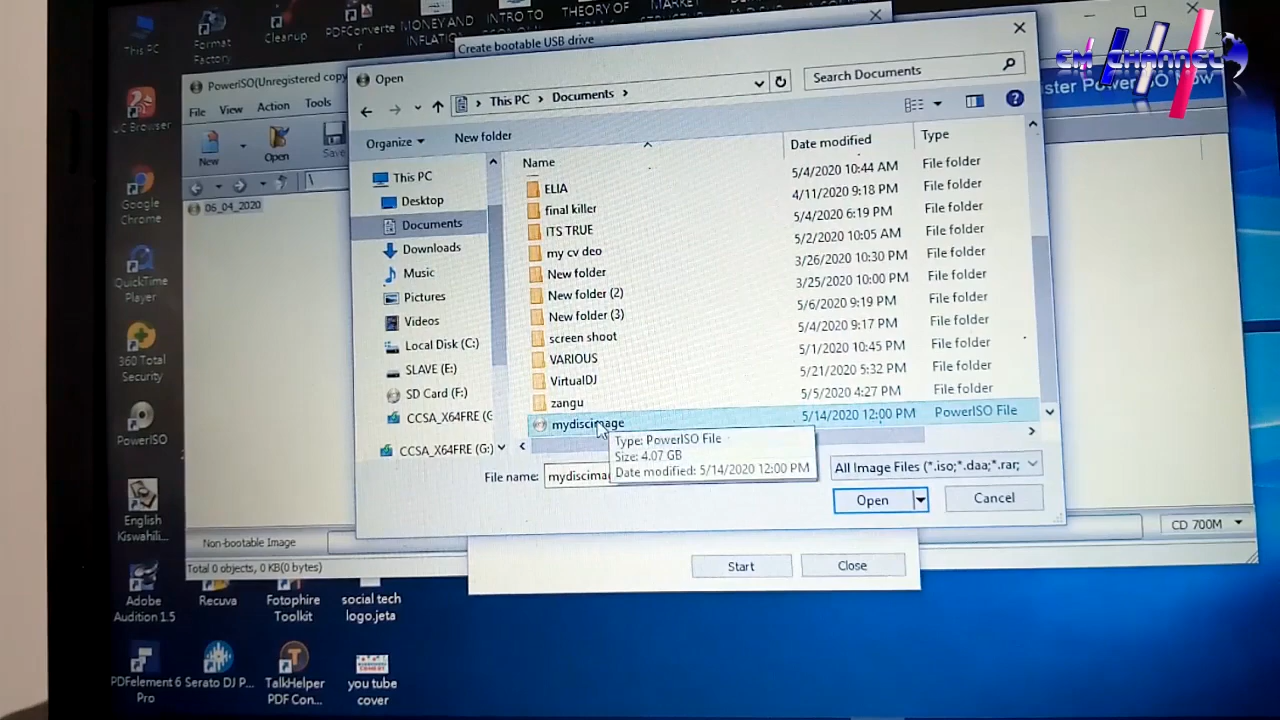 This PC
Format
Factory
Cleanup
PDFConverte
r
MONEY AND
INFLATION
INTRO TO
THEORY OF
EM CHANNEL
UC Browser
Google
Chrome
QuickTime
Player
360 Total
Security
PowerISO
English
Kiswahili...
Adobe
Audition 1.5
Recuva
Fotophire
Toolkit
social tech
logo.jeta
PDFelement 6
Pro
Serato DJ P...
TalkHelper
PDF Con...
you tube
cover
PowerISO(Unregistered copy
File View Action Tools
New
Open
Save
\
06_04_2020
Non-bootable Image
CD 700M
Total 0 objects, 0 KB(0 bytes)
Create bootable USB drive
Start
Close
Open
This PC
Documents
Search Documents
Organize
New folder
This PC
Desktop
Documents
Downloads
Music
Pictures
Videos
Local Disk (C:)
SLAVE (E:)
SD Card (F:)
CCSA_X64FRE (G
CCSA_X64FRE (G:)
Name Date modified Type
5/4/2020 10:44 AM File folder
ELIA 4/11/2020 9:18 PM File folder
final killer 5/4/2020 6:19 PM File folder
ITS TRUE 5/2/2020 10:05 AM File folder
my cv deo 3/26/2020 10:30 PM File folder
New folder 3/25/2020 10:00 PM File folder
New folder (2) 5/6/2020 9:19 PM File folder
New folder (3) 5/4/2020 9:17 PM File folder
screen shoot 5/1/2020 10:45 PM File folder
VARIOUS 5/21/2020 5:32 PM File folder
VirtualDJ 5/5/2020 4:27 PM File folder
zangu
mydiscimage 5/14/2020 12:00 PM PowerISO File
Type: PowerISO File
Size: 4.07 GB
Date modified: 5/14/2020 12:00 PM
File name: mydiscimag
All Image Files (*.iso;*.daa;*.rar;
Open
Cancel